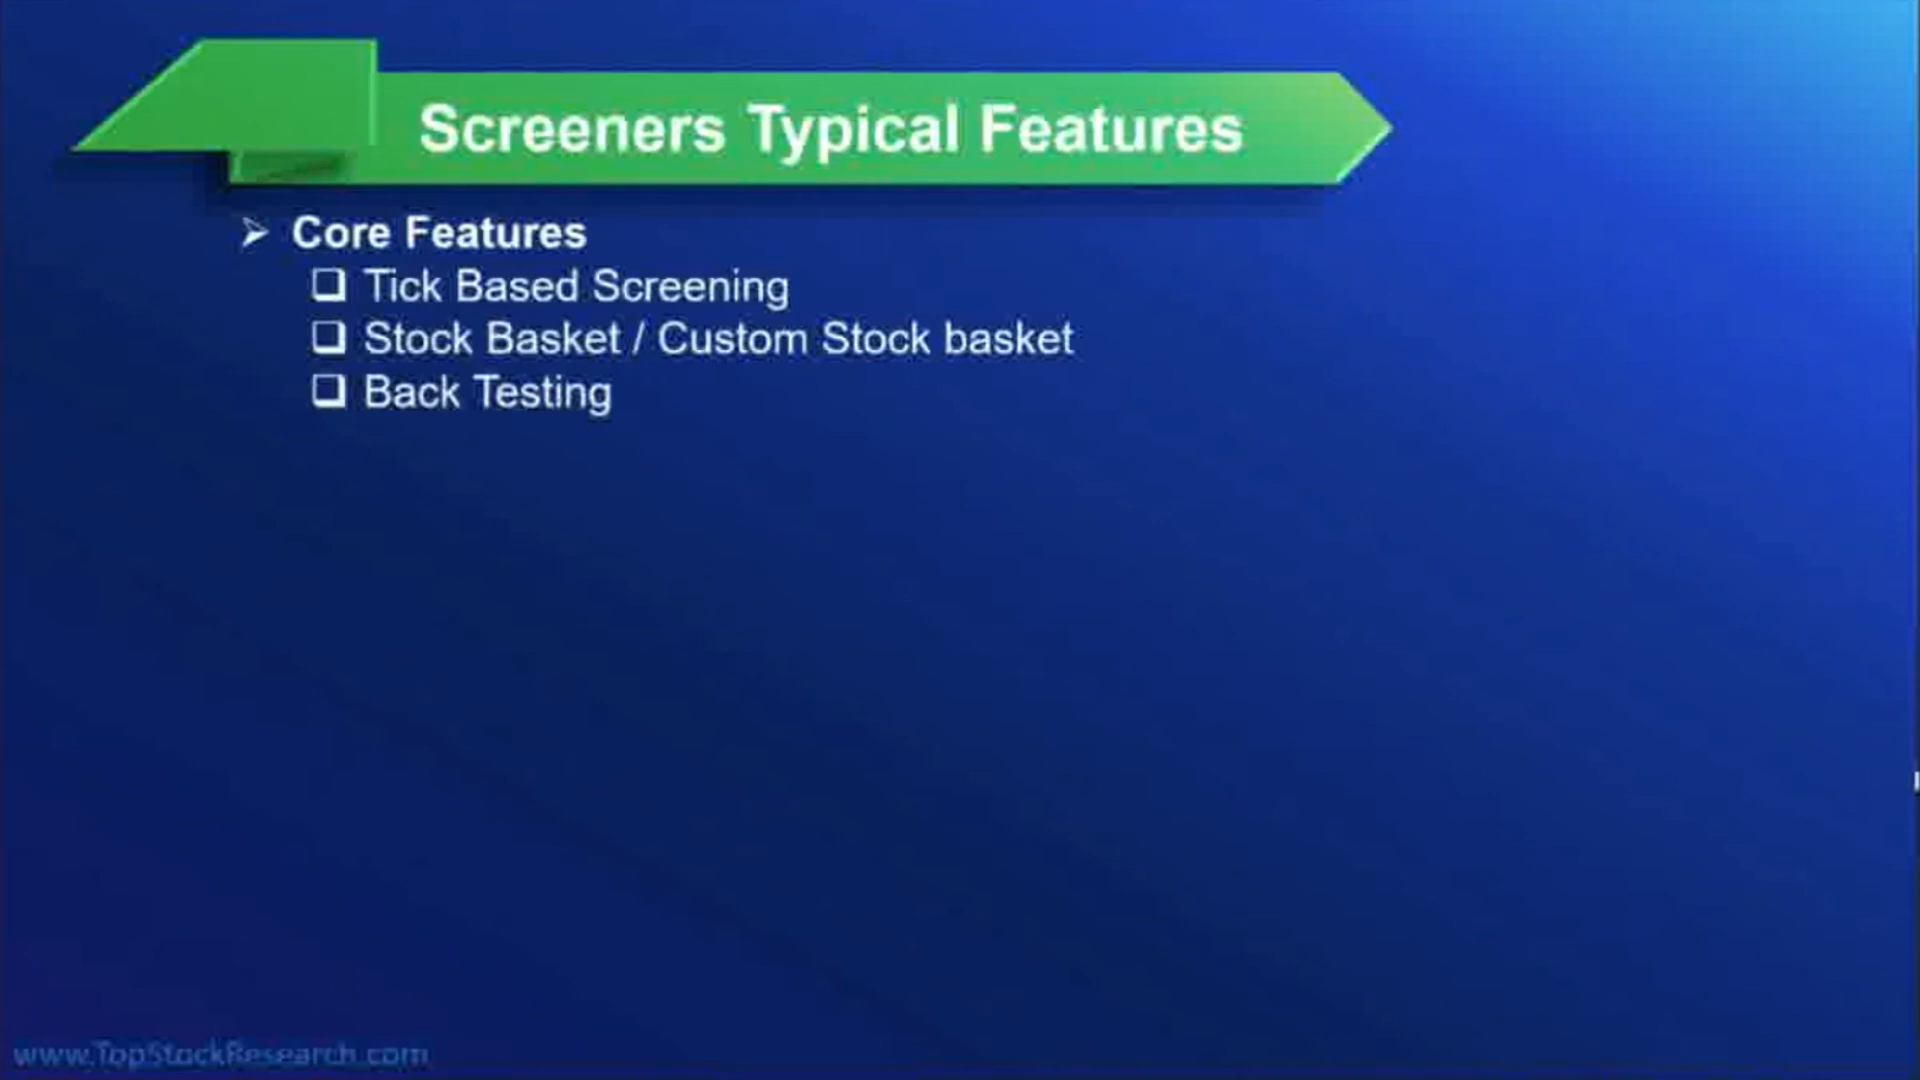 Screeners Typical Features
Core Features
Tick Based Screening
Stock Basket / Custom Stock basket
Back Testing
www.TopStockResearch.com